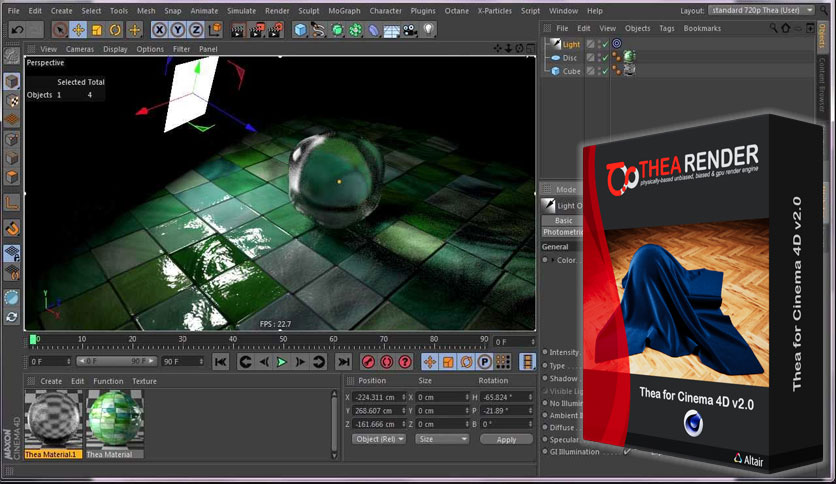 File Edit Create Select Tools Mesh Snap Animate Simulate Render Sculpt MoGraph Character Plugins Octane X-Particles Script Window Help Layout: standard 720p Thea (User)
File Edit View Objects Tags Bookmarks
View Cameras Display Options Filter Panel
Perspective
Selected Total
Objects 1 4
FPS : 22.7
Light
Disc
Cube
Objects
Content Browser
Mode
Light O
Basic
Photometric
General
Color
Intensity
Type
Shadow
Visible Light
No Illumin
Ambient Il
Diffuse
Specular
GI Illumination
THEA RENDER
physically-based unbiased, biased & gpu render engine
Thea for Cinema 4D v2.0
Altair
Thea for Cinema 4D v2.0
0 10 20 30 40 50 60 70 80 90 0 F
0 F 0 F 90 F 90 F
Create Edit Function Texture
Thea Material.1 Thea Material
Position Size Rotation
X -224.311 cm X 0 cm H -65.824 °
Y 268.607 cm Y 0 cm P -21.89 °
Z -161.666 cm Z 0 cm B 0 °
Object (Rel) Size Apply
MAXON
CINEMA4D